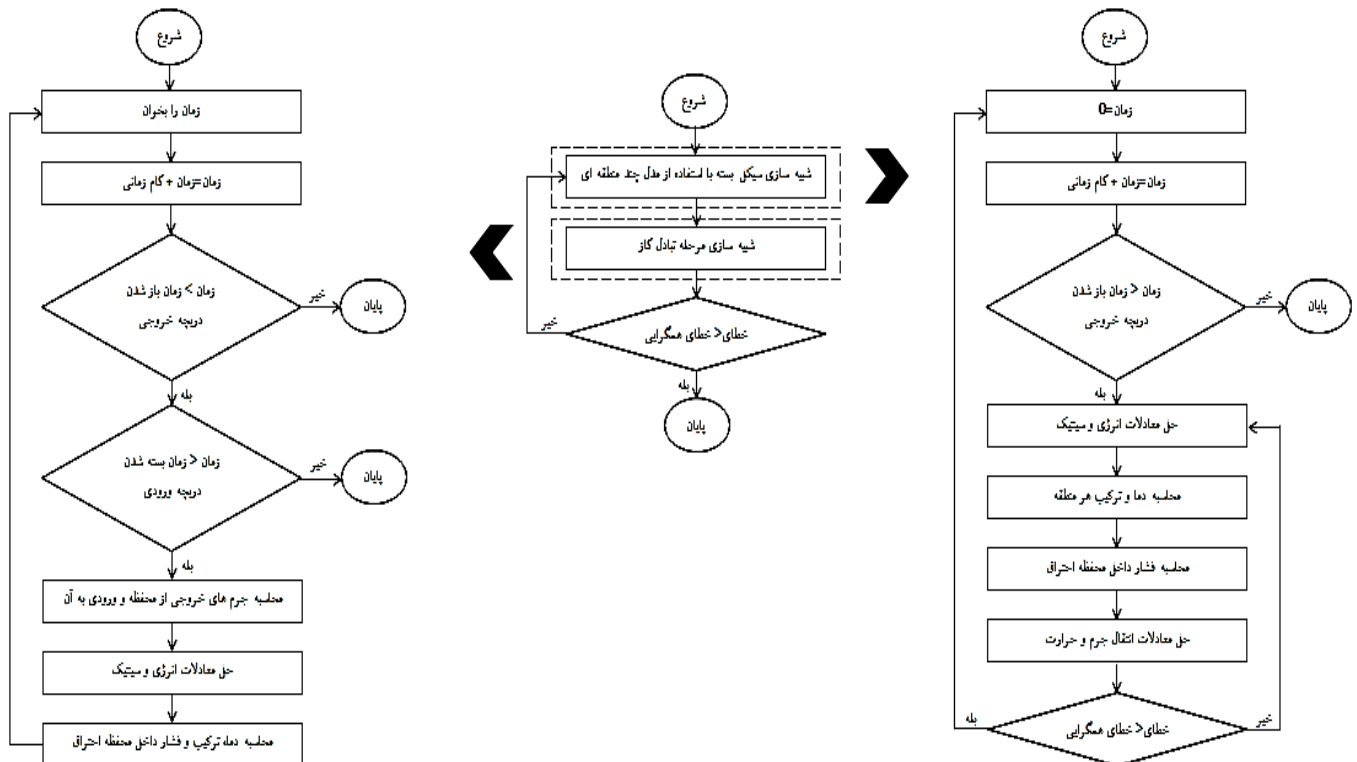 شروع
زمان=0
زمان=زمان + گام زمانی
زمان < زمان باز شدن
دریچه خروجی
خیر
پایان
بله
حل معادلات انرژی و سیتیک
محاسبه دما و ترکیب هر منطقه
محاسبه فشار داخل محفظه احتراق
حل معادلات انتقال جرم و حرارت
خطای<خطای همگرایی
بله
خیر
شروع
شبیه سازی سیکل بسته با استفاده از مدل چند منطقه ای
شبیه سازی مرحله تبادل گاز
خطای<خطای همگرایی
خیر
بله
پایان
شروع
زمان را بخوان
زمان=زمان + گام زمانی
زمان > زمان باز شدن
دریچه خروجی
خیر
پایان
بله
زمان < زمان بسته شدن
دریچه ورودی
خیر
پایان
بله
محاسبه جرم های خروجی از محفظه و ورودی به آن
حل معادلات انرژی و سیتیک
محاسبه دما، ترکیب و فشار داخل محفظه احتراق